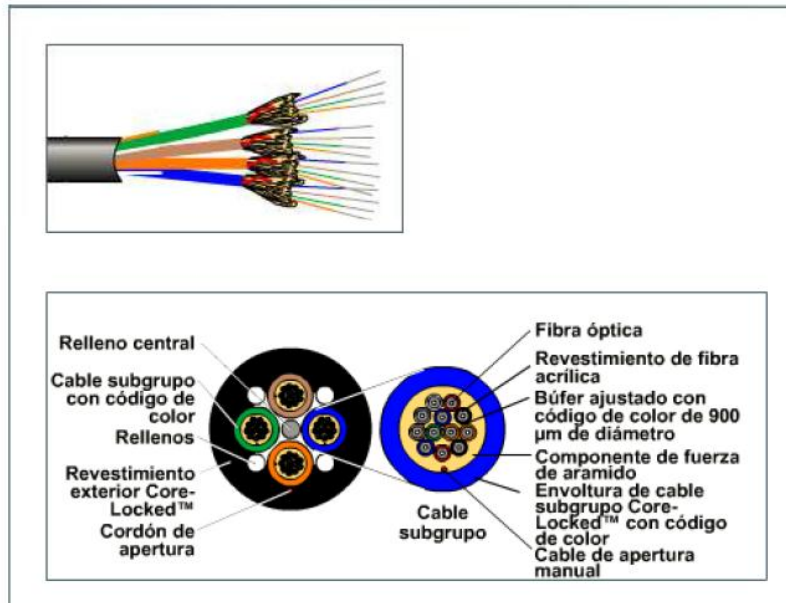 Relleno central
Cable subgrupo
con código de
color
Rellenos
Revestimiento
exterior Core-
Locked™
Cordón de
apertura
Cable
subgrupo
Fibra óptica
Revestimiento de fibra
acrílica
Búfer ajustado con
código de color de 900
µm de diámetro
Componente de fuerza
de aramido
Envoltura de cable
subgrupo Core-
Locked™ con código
de color
Cable de apertura
manual